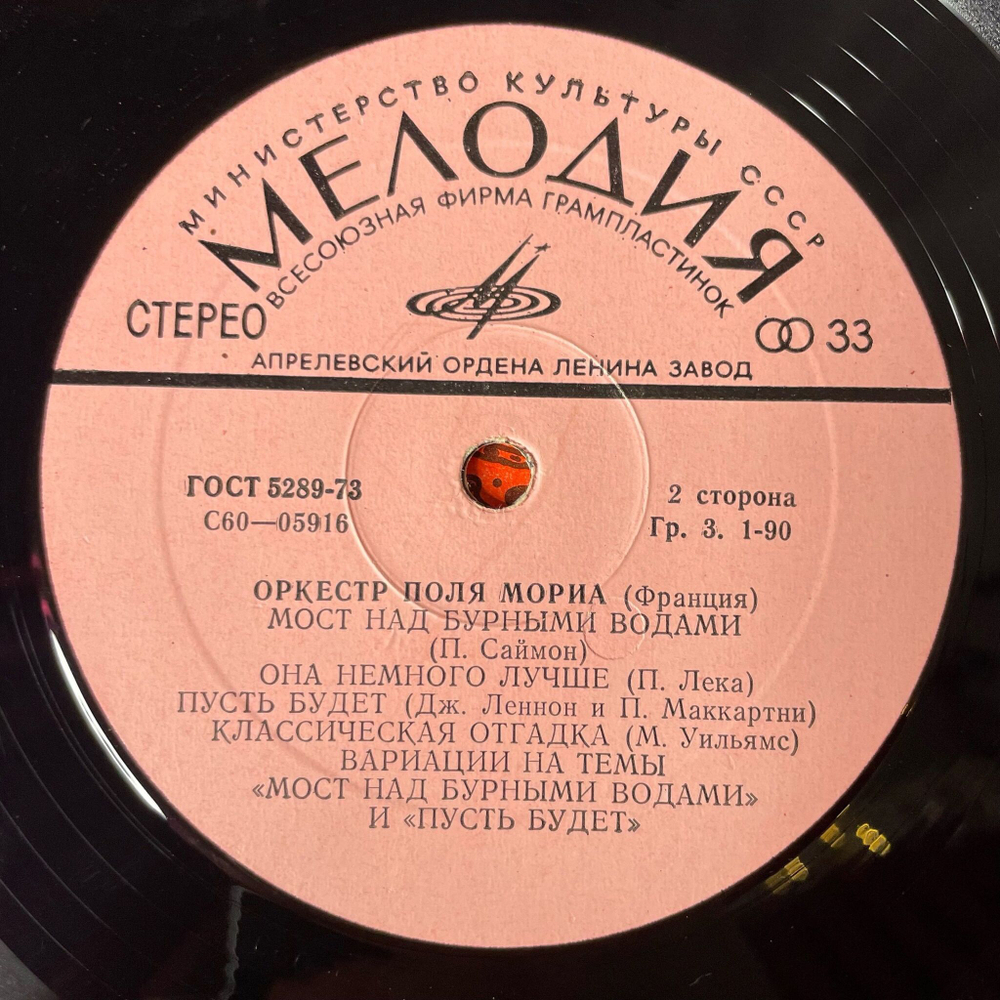 МИНИСТЕРСТВО КУЛЬТУРЫ СССР
МЕЛОДИЯ
ВСЕСОЮЗНАЯ ФИРМА ГРАМПЛАСТИНОК
СТЕРЕО
33
АПРЕЛЕВСКИЙ ОРДЕНА ЛЕНИНА ЗАВОД
ГОСТ 5289-73
С60—05916
2 сторона
Гр. 3. 1-90
ОРКЕСТР ПОЛЯ МОРИА (Франция)
МОСТ НАД БУРНЫМИ ВОДАМИ
(П. Саймон)
ОНА НЕМНОГО ЛУЧШЕ (П. Лека)
ПУСТЬ БУДЕТ (Дж. Леннон и П. Маккартни)
КЛАССИЧЕСКАЯ ОТГАДКА (М. Уильямс)
ВАРИАЦИИ НА ТЕМЫ
«МОСТ НАД БУРНЫМИ ВОДАМИ»
И «ПУСТЬ БУДЕТ»